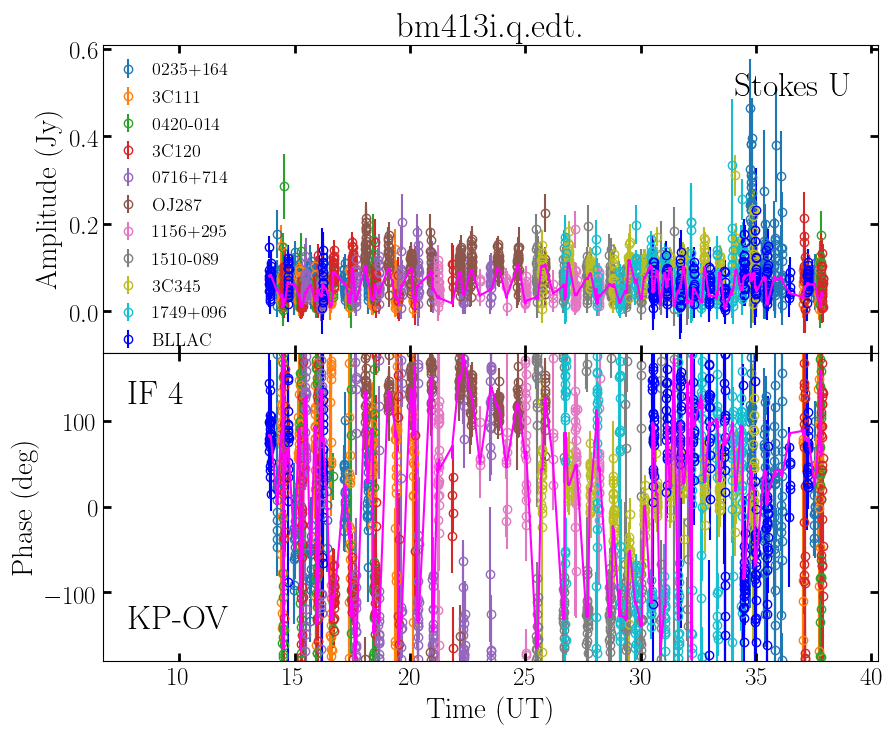 bm413i.q.edt.
0.6
0.4
0.2
0.0
Amplitude (Jy)
Stokes U
0235+164
3C111
0420-014
3C120
0716+714
OJ287
1156+295
1510-089
3C345
1749+096
BLLAC
IF 4
KP-OV
100
0
−100
Phase (deg)
10
15
20
25
30
35
40
Time (UT)